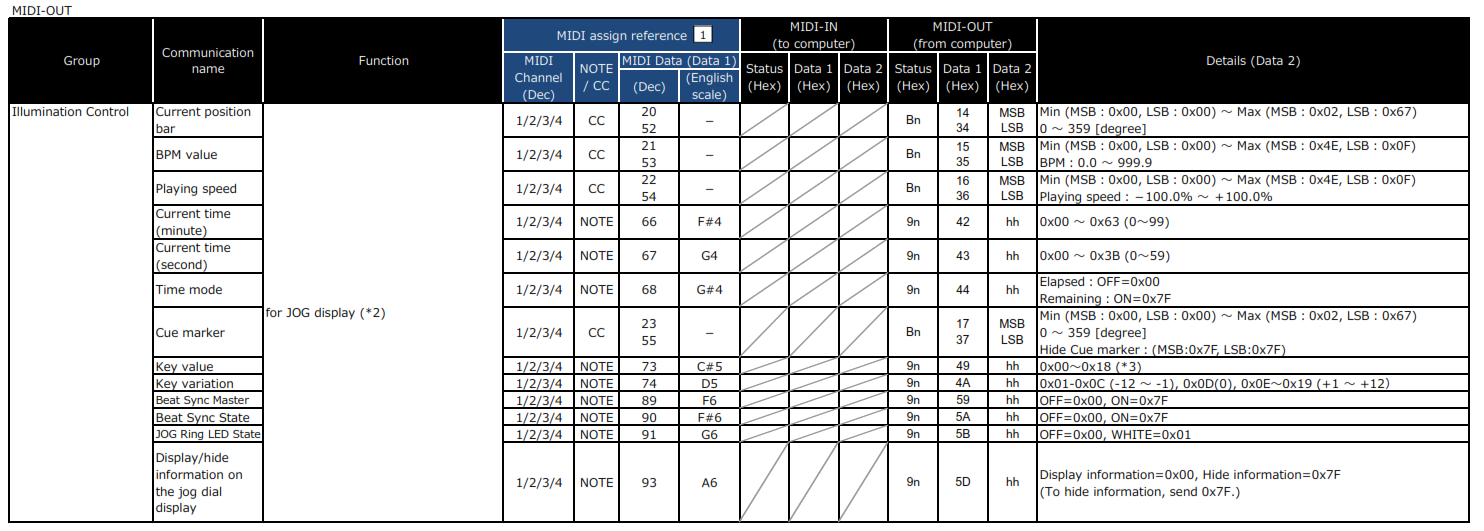 MIDI-OUT
Group
Communication name
Function
MIDI assign reference 1
MIDI-IN (to computer)
MIDI-OUT (from computer)
Details (Data 2)
MIDI Channel (Dec)
NOTE / CC
MIDI Data (Data 1)
(Dec)
(English scale)
Status (Hex)
Data 1 (Hex)
Data 2 (Hex)
Status (Hex)
Data 1 (Hex)
Data 2 (Hex)
Illumination Control
for JOG display (*2)
Current position bar 1/2/3/4 CC 20 52 – Bn 14 34 MSB LSB
Min (MSB : 0x00, LSB : 0x00) ~ Max (MSB : 0x02, LSB : 0x67)
0 ~ 359 [degree]
BPM value 1/2/3/4 CC 21 53 – Bn 15 35 MSB LSB
Min (MSB : 0x00, LSB : 0x00) ~ Max (MSB : 0x4E, LSB : 0x0F)
BPM : 0.0 ~ 999.9
Playing speed 1/2/3/4 CC 22 54 – Bn 16 36 MSB LSB
Min (MSB : 0x00, LSB : 0x00) ~ Max (MSB : 0x4E, LSB : 0x0F)
Playing speed : −100.0% ~ +100.0%
Current time (minute) 1/2/3/4 NOTE 66 F#4 9n 42 hh 0x00 ~ 0x63 (0~99)
Current time (second) 1/2/3/4 NOTE 67 G4 9n 43 hh 0x00 ~ 0x3B (0~59)
Time mode 1/2/3/4 NOTE 68 G#4 9n 44 hh
Elapsed : OFF=0x00
Remaining : ON=0x7F
Cue marker 1/2/3/4 CC 23 55 – Bn 17 37 MSB LSB
Min (MSB : 0x00, LSB : 0x00) ~ Max (MSB : 0x02, LSB : 0x67)
0 ~ 359 [degree]
Hide Cue marker : (MSB:0x7F, LSB:0x7F)
Key value 1/2/3/4 NOTE 73 C#5 9n 49 hh 0x00~0x18 (*3)
Key variation 1/2/3/4 NOTE 74 D5 9n 4A hh 0x01-0x0C (-12 ~ -1), 0x0D(0), 0x0E~0x19 (+1 ~ +12)
Beat Sync Master 1/2/3/4 NOTE 89 F6 9n 59 hh OFF=0x00, ON=0x7F
Beat Sync State 1/2/3/4 NOTE 90 F#6 9n 5A hh OFF=0x00, ON=0x7F
JOG Ring LED State 1/2/3/4 NOTE 91 G6 9n 5B hh OFF=0x00, WHITE=0x01
Display/hide information on the jog dial display 1/2/3/4 NOTE 93 A6 9n 5D hh
Display information=0x00, Hide information=0x7F
(To hide information, send 0x7F.)